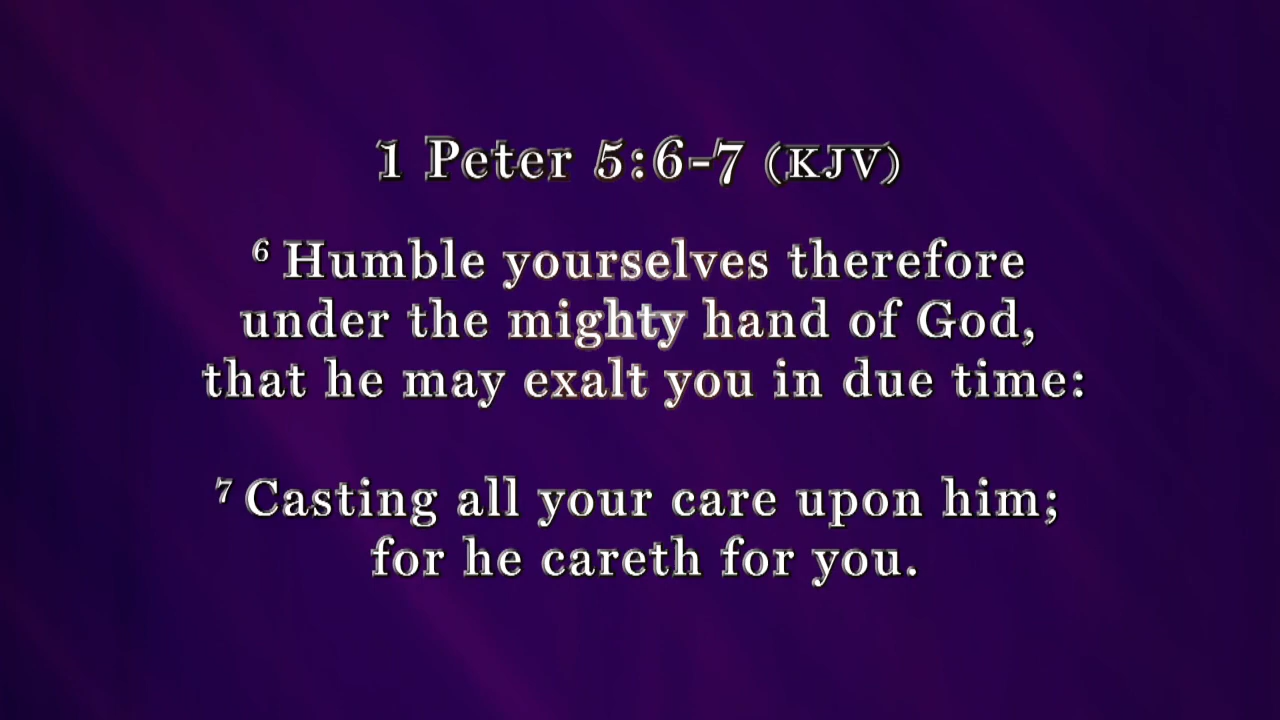 1 Peter 5:6-7 (KJV)
6 Humble yourselves therefore
under the mighty hand of God,
that he may exalt you in due time:
7 Casting all your care upon him;
for he careth for you.